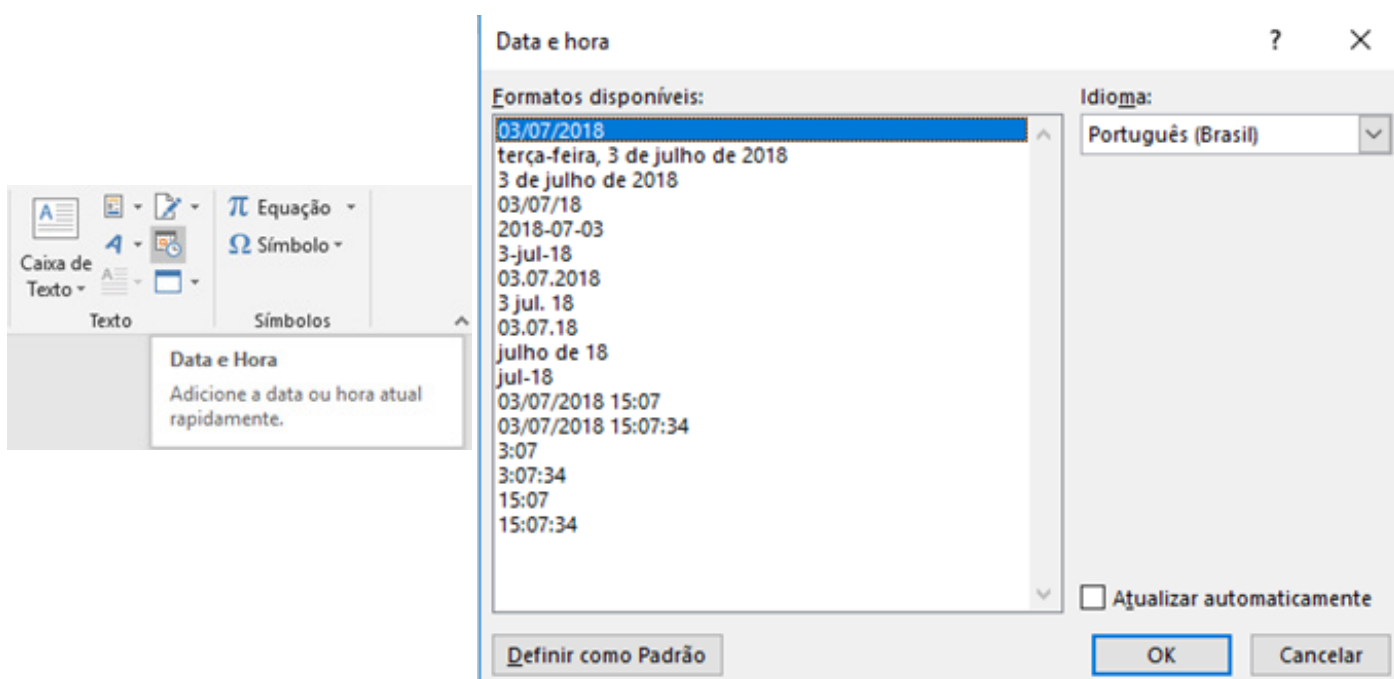 π Equação
Ω Símbolo
Caixa de
Texto
Texto
Símbolos
Data e Hora
Adicione a data ou hora atual
rapidamente.
Data e hora
?
Formatos disponíveis:
03/07/2018
terça-feira, 3 de julho de 2018
3 de julho de 2018
03/07/18
2018-07-03
3-jul-18
03.07.2018
3 jul. 18
03.07.18
julho de 18
jul-18
03/07/2018 15:07
03/07/2018 15:07:34
3:07
3:07:34
15:07
15:07:34
Idioma:
Português (Brasil)
Atualizar automaticamente
Definir como Padrão
OK
Cancelar